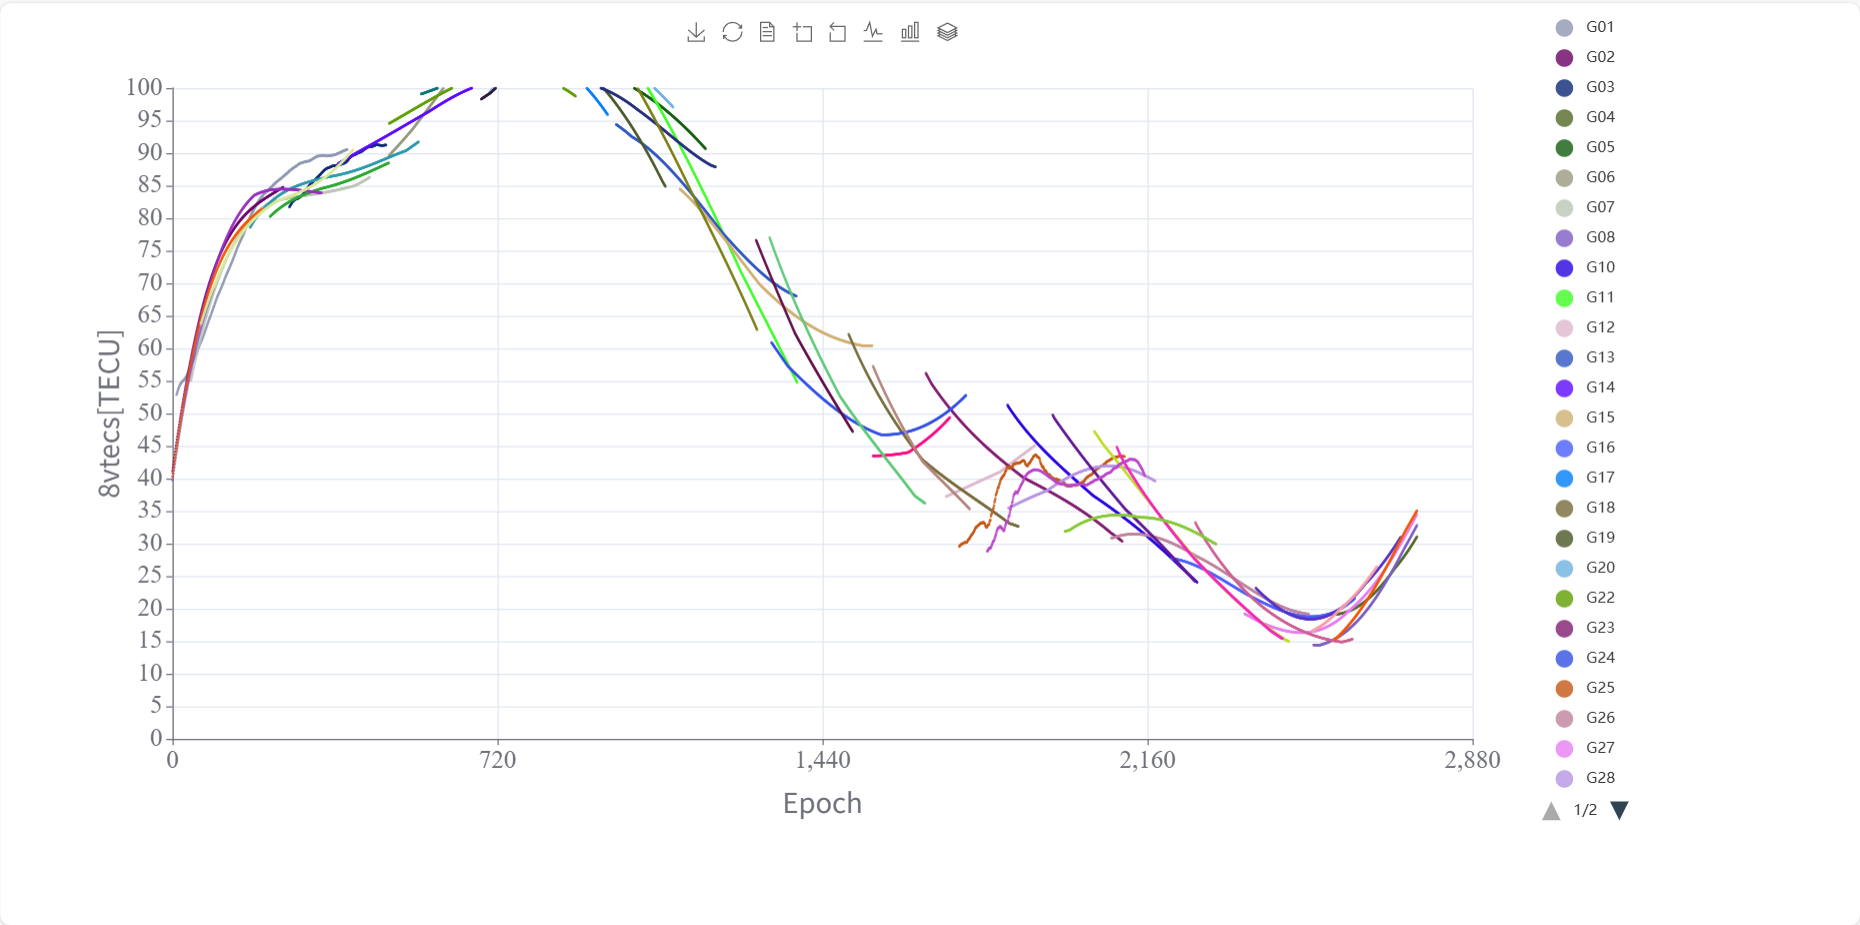 100
95
90
85
80
75
70
65
60
55
50
45
40
35
30
25
20
15
10
5
0
8vtecs[TECU]
0 720 1,440 2,160 2,880
Epoch
G01
G02
G03
G04
G05
G06
G07
G08
G10
G11
G12
G13
G14
G15
G16
G17
G18
G19
G20
G22
G23
G24
G25
G26
G27
G28
1/2